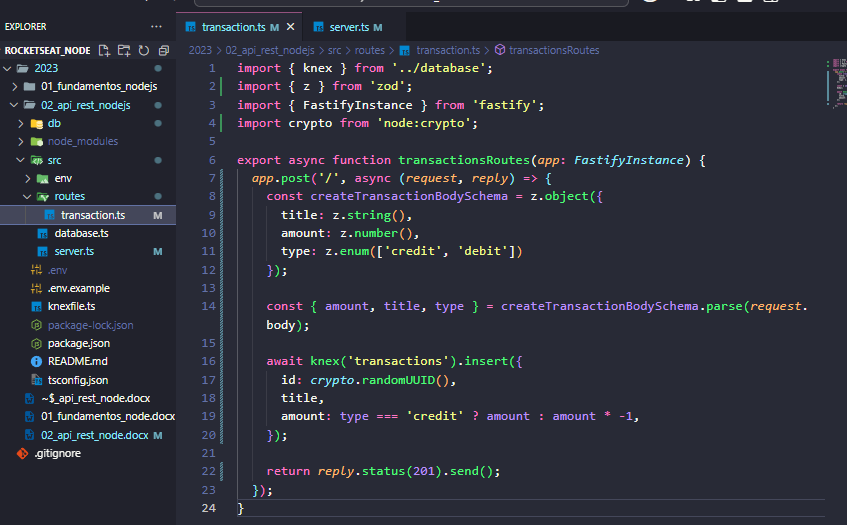 EXPLORER ···
ROCKETSEAT_NODE
2023
01_fundamentos_nodejs
02_api_rest_nodejs
db
node_modules
src
env
routes
transaction.ts M
database.ts
server.ts M
.env
.env.example
knexfile.ts
package-lock.json
package.json
README.md
tsconfig.json
~$_api_rest_node.docx
01_fundamentos_node.docx
02_api_rest_node.docx M
.gitignore
transaction.ts M × server.ts M
2023 > 02_api_rest_nodejs > src > routes > transaction.ts > transactionsRoutes
1 import { knex } from '../database';
2 import { z } from 'zod';
3 import { FastifyInstance } from 'fastify';
4 import crypto from 'node:crypto';
5
6 export async function transactionsRoutes(app: FastifyInstance) {
7 app.post('/', async (request, reply) => {
8 const createTransactionBodySchema = z.object({
9 title: z.string(),
10 amount: z.number(),
11 type: z.enum(['credit', 'debit'])
12 });
13
14 const { amount, title, type } = createTransactionBodySchema.parse(request.
body);
15
16 await knex('transactions').insert({
17 id: crypto.randomUUID(),
18 title,
19 amount: type === 'credit' ? amount : amount * -1,
20 });
21
22 return reply.status(201).send();
23 });
24 }